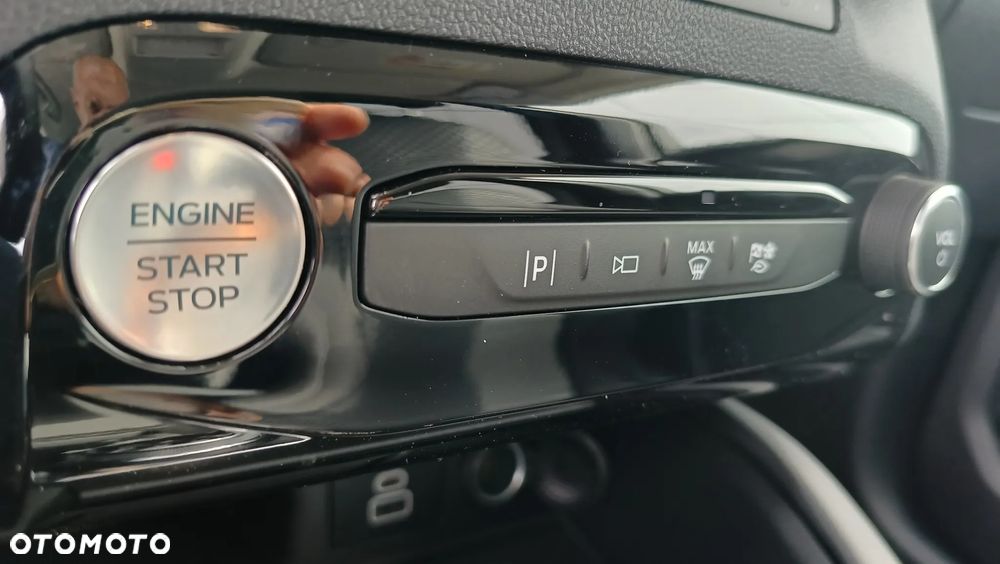 ENGINE
START
STOP
P
MAX
VOL
OTOMOTO